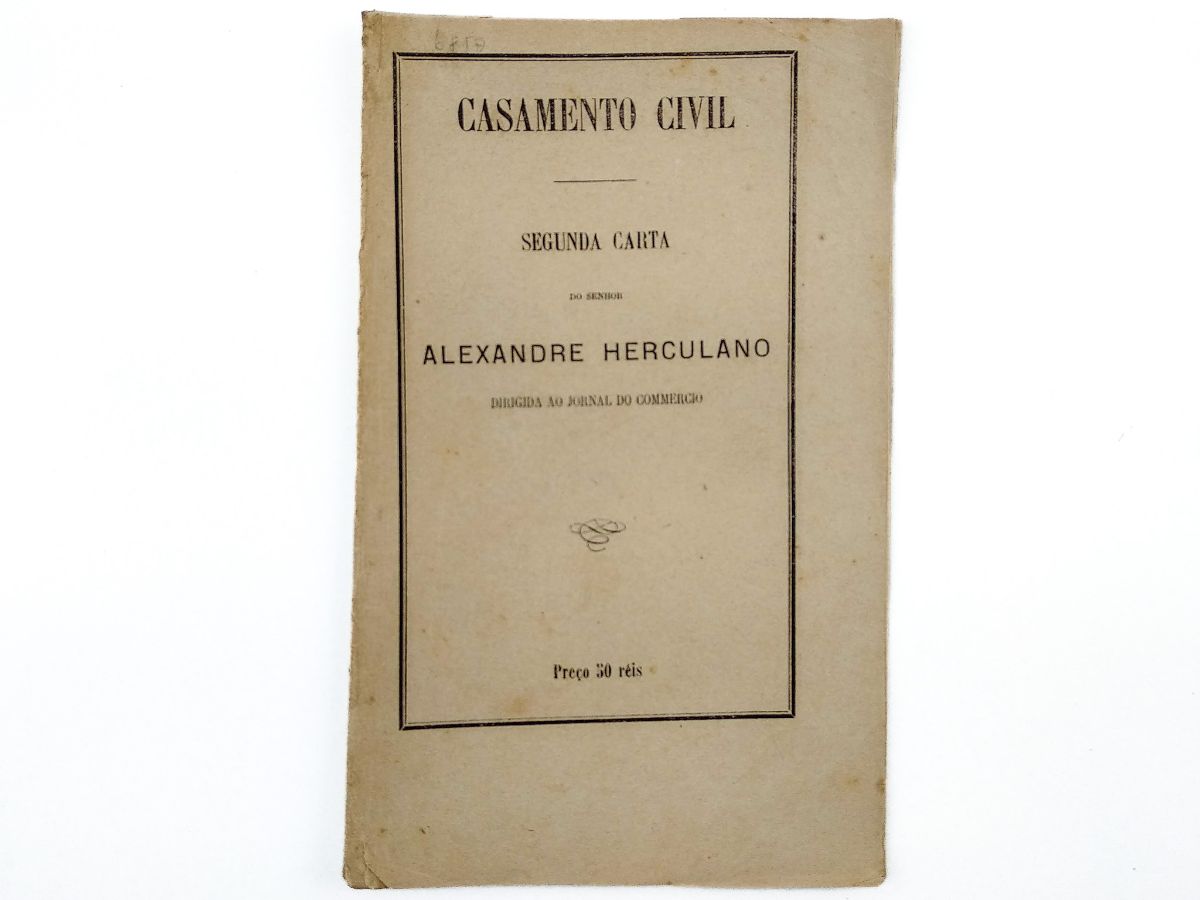 CASAMENTO CIVIL
SEGUNDA CARTA
DO SENHOR
ALEXANDRE HERCULANO
DIRIGIDA AO JORNAL DO COMMERCIO
Preço 50 réis